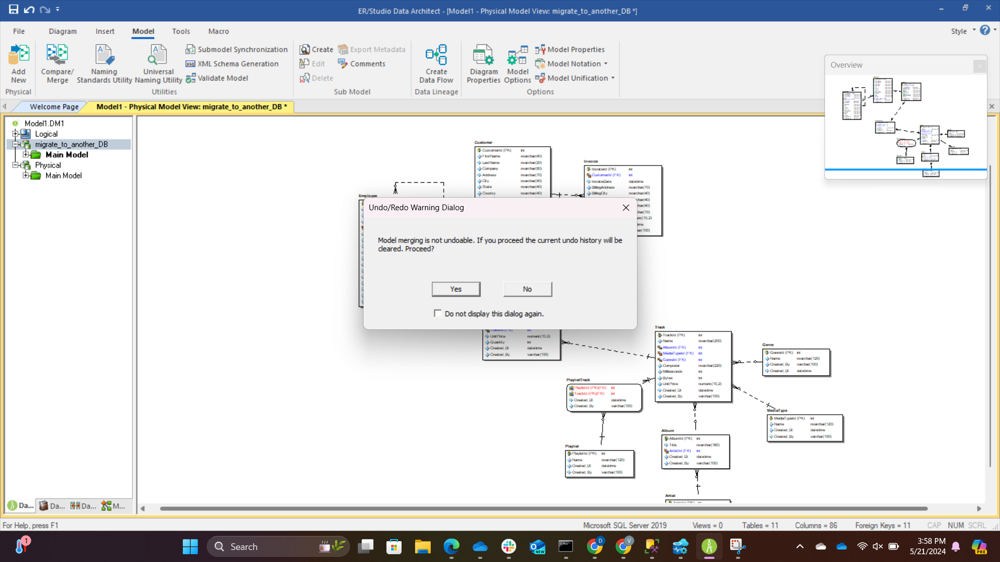 ER/Studio Data Architect - [Model1 - Physical Model View: migrate_to_another_DB *]
File Diagram Insert Model Tools Macro Style
Add New
Physical
Compare/ Merge
Naming Standards Utility
Universal Naming Utility
Submodel Synchronization
XML Schema Generation
Validate Model
Utilities
Create
Edit
Delete
Export Metadata
Comments
Sub Model
Create Data Flow
Data Lineage
Diagram Properties
Model Options
Model Properties
Model Notation
Model Unification
Options
Overview
Welcome Page
Model1 - Physical Model View: migrate_to_another_DB *
Model1.DM1
Logical
migrate_to_another_DB
Main Model
Physical
Main Model
Da... Da... Da... M...
Customer
CustomerId (PK) int
FirstName nvarchar(40)
LastName nvarchar(20)
Company nvarchar(80)
Address nvarchar(70)
City nvarchar(40)
State nvarchar(40)
Country nvarchar(40)
Invoice
InvoiceId (PK) int
CustomerId (FK) int
InvoiceDate datetime
BillingAddress nvarchar(70)
BillingCity nvarchar(40)
Employee
Undo/Redo Warning Dialog
Model merging is not undoable. If you proceed the current undo history will be
cleared. Proceed?
Yes No
Do not display this dialog again.
TrackId (FK) int
UnitPrice numeric(10,2)
Quantity int
Created_Dt datetime
Created_By varchar(100)
Track
TrackId (PK) int
Name nvarchar(200)
AlbumId (FK) int
MediaTypeId (FK) int
GenreId (FK) int
Composer nvarchar(220)
Milliseconds int
Bytes int
UnitPrice numeric(10,2)
Created_Dt datetime
Created_By varchar(100)
Genre
GenreId (PK) int
Name nvarchar(120)
Created_By varchar(100)
Created_Dt datetime
PlaylistTrack
PlaylistId (PK)(FK) int
TrackId (PK)(FK) int
Created_Dt datetime
Created_By varchar(100)
MediaType
MediaTypeId (PK) int
Name nvarchar(120)
Created_Dt datetime
Created_By varchar(100)
Album
AlbumId (PK) int
Title nvarchar(160)
ArtistId (FK) int
Created_Dt datetime
Created_By varchar(100)
Playlist
PlaylistId (PK) int
Name nvarchar(120)
Created_Dt datetime
Created_By varchar(100)
Artist
For Help, press F1
Microsoft SQL Server 2019 Views = 0 Tables = 11 Columns = 86 Foreign Keys = 11 CAP NUM SCRL
1
Search
NEW
D
V
3:58 PM
5/21/2024
PRE